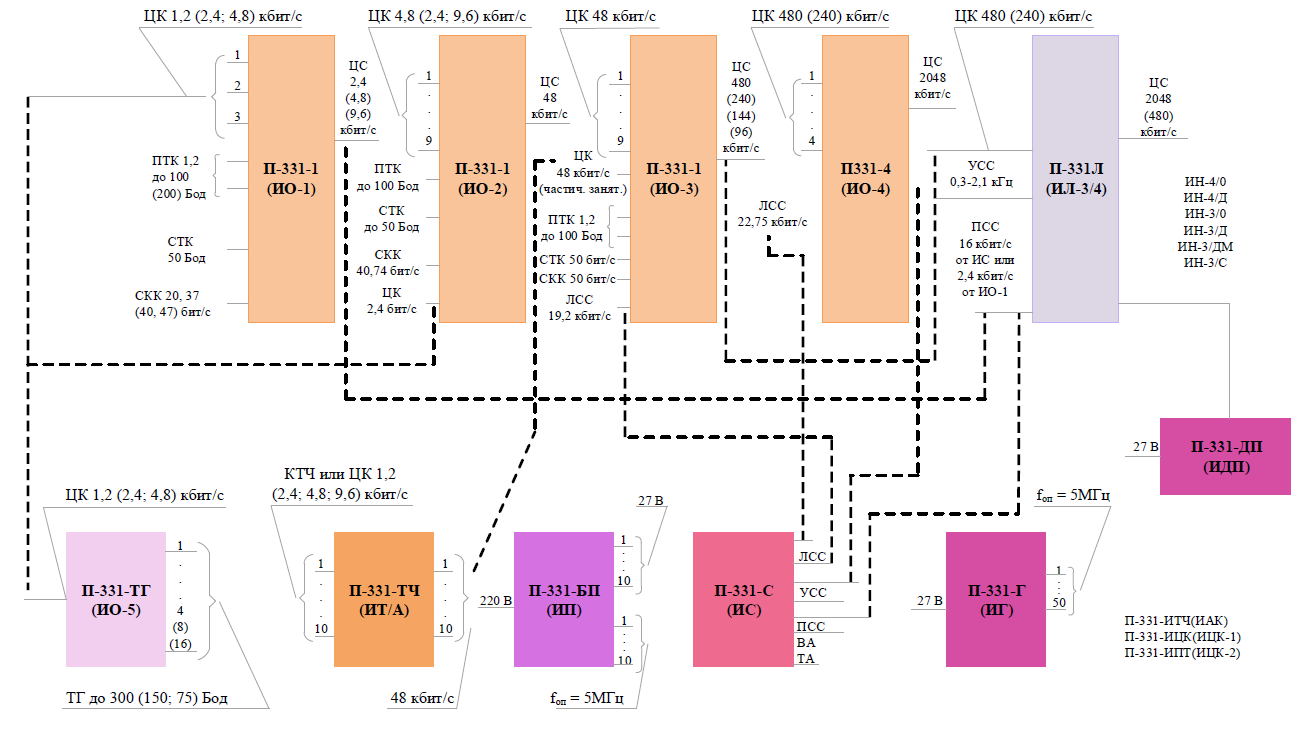 ЦК 1,2 (2,4; 4,8) кбит/с
ЦК 4,8 (2,4; 9,6) кбит/с
ЦК 48 кбит/с
ЦК 480 (240) кбит/с
ЦК 480 (240) кбит/с
1
2
3
ПТК 1,2
до 100
(200) Бод
СТК
50 Бод
СКК 20, 37
(40, 47) бит/с
П-331-1
(ИО-1)
ЦС
2,4
(4,8)
(9,6)
кбит/с
1
.
.
.
9
ПТК
до 100 Бод
СТК
до 50 Бод
СКК
40,74 бит/с
ЦК
2,4 бит/с
П-331-1
(ИО-2)
ЦС
48
кбит/с
1
.
.
.
9
ЦК
48 кбит/с
(частич. занят.)
ПТК 1,2
до 100 Бод
СТК 50 бит/с
СКК 50 бит/с
ЛСС
19,2 кбит/с
П-331-1
(ИО-3)
ЦС
480
(240)
(144)
(96)
кбит/с
ЛСС
22,75 кбит/с
1
.
.
.
4
П331-4
(ИО-4)
ЦС
2048
кбит/с
УСС
0,3-2,1 кГц
ПСС
16 кбит/с
от ИС или
2,4 кбит/с
от ИО-1
П-331Л
(ИЛ-3/4)
ЦС
2048
(480)
кбит/с
ИН-4/0
ИН-4/Д
ИН-3/0
ИН-3/Д
ИН-3/ДМ
ИН-3/С
27 В
П-331-ДП
(ИДП)
ЦК 1,2 (2,4; 4,8) кбит/с
П-331-ТГ
(ИО-5)
1
.
.
.
4
(8)
(16)
ТГ до 300 (150; 75) Бод
КТЧ или ЦК 1,2
(2,4; 4,8; 9,6) кбит/с
1
.
.
.
10
П-331-ТЧ
(ИТ/А)
1
.
.
.
10
48 кбит/с
220 В
П-331-БП
(ИП)
27 В
1
.
.
.
10
1
.
.
.
10
fоп = 5МГц
П-331-С
(ИС)
ЛСС
УСС
ПСС
ВА
ТА
27 В
П-331-Г
(ИГ)
fоп = 5МГц
1
.
.
.
50
П-331-ИТЧ(ИАК)
П-331-ИЦК(ИЦК-1)
П-331-ИПТ(ИЦК-2)